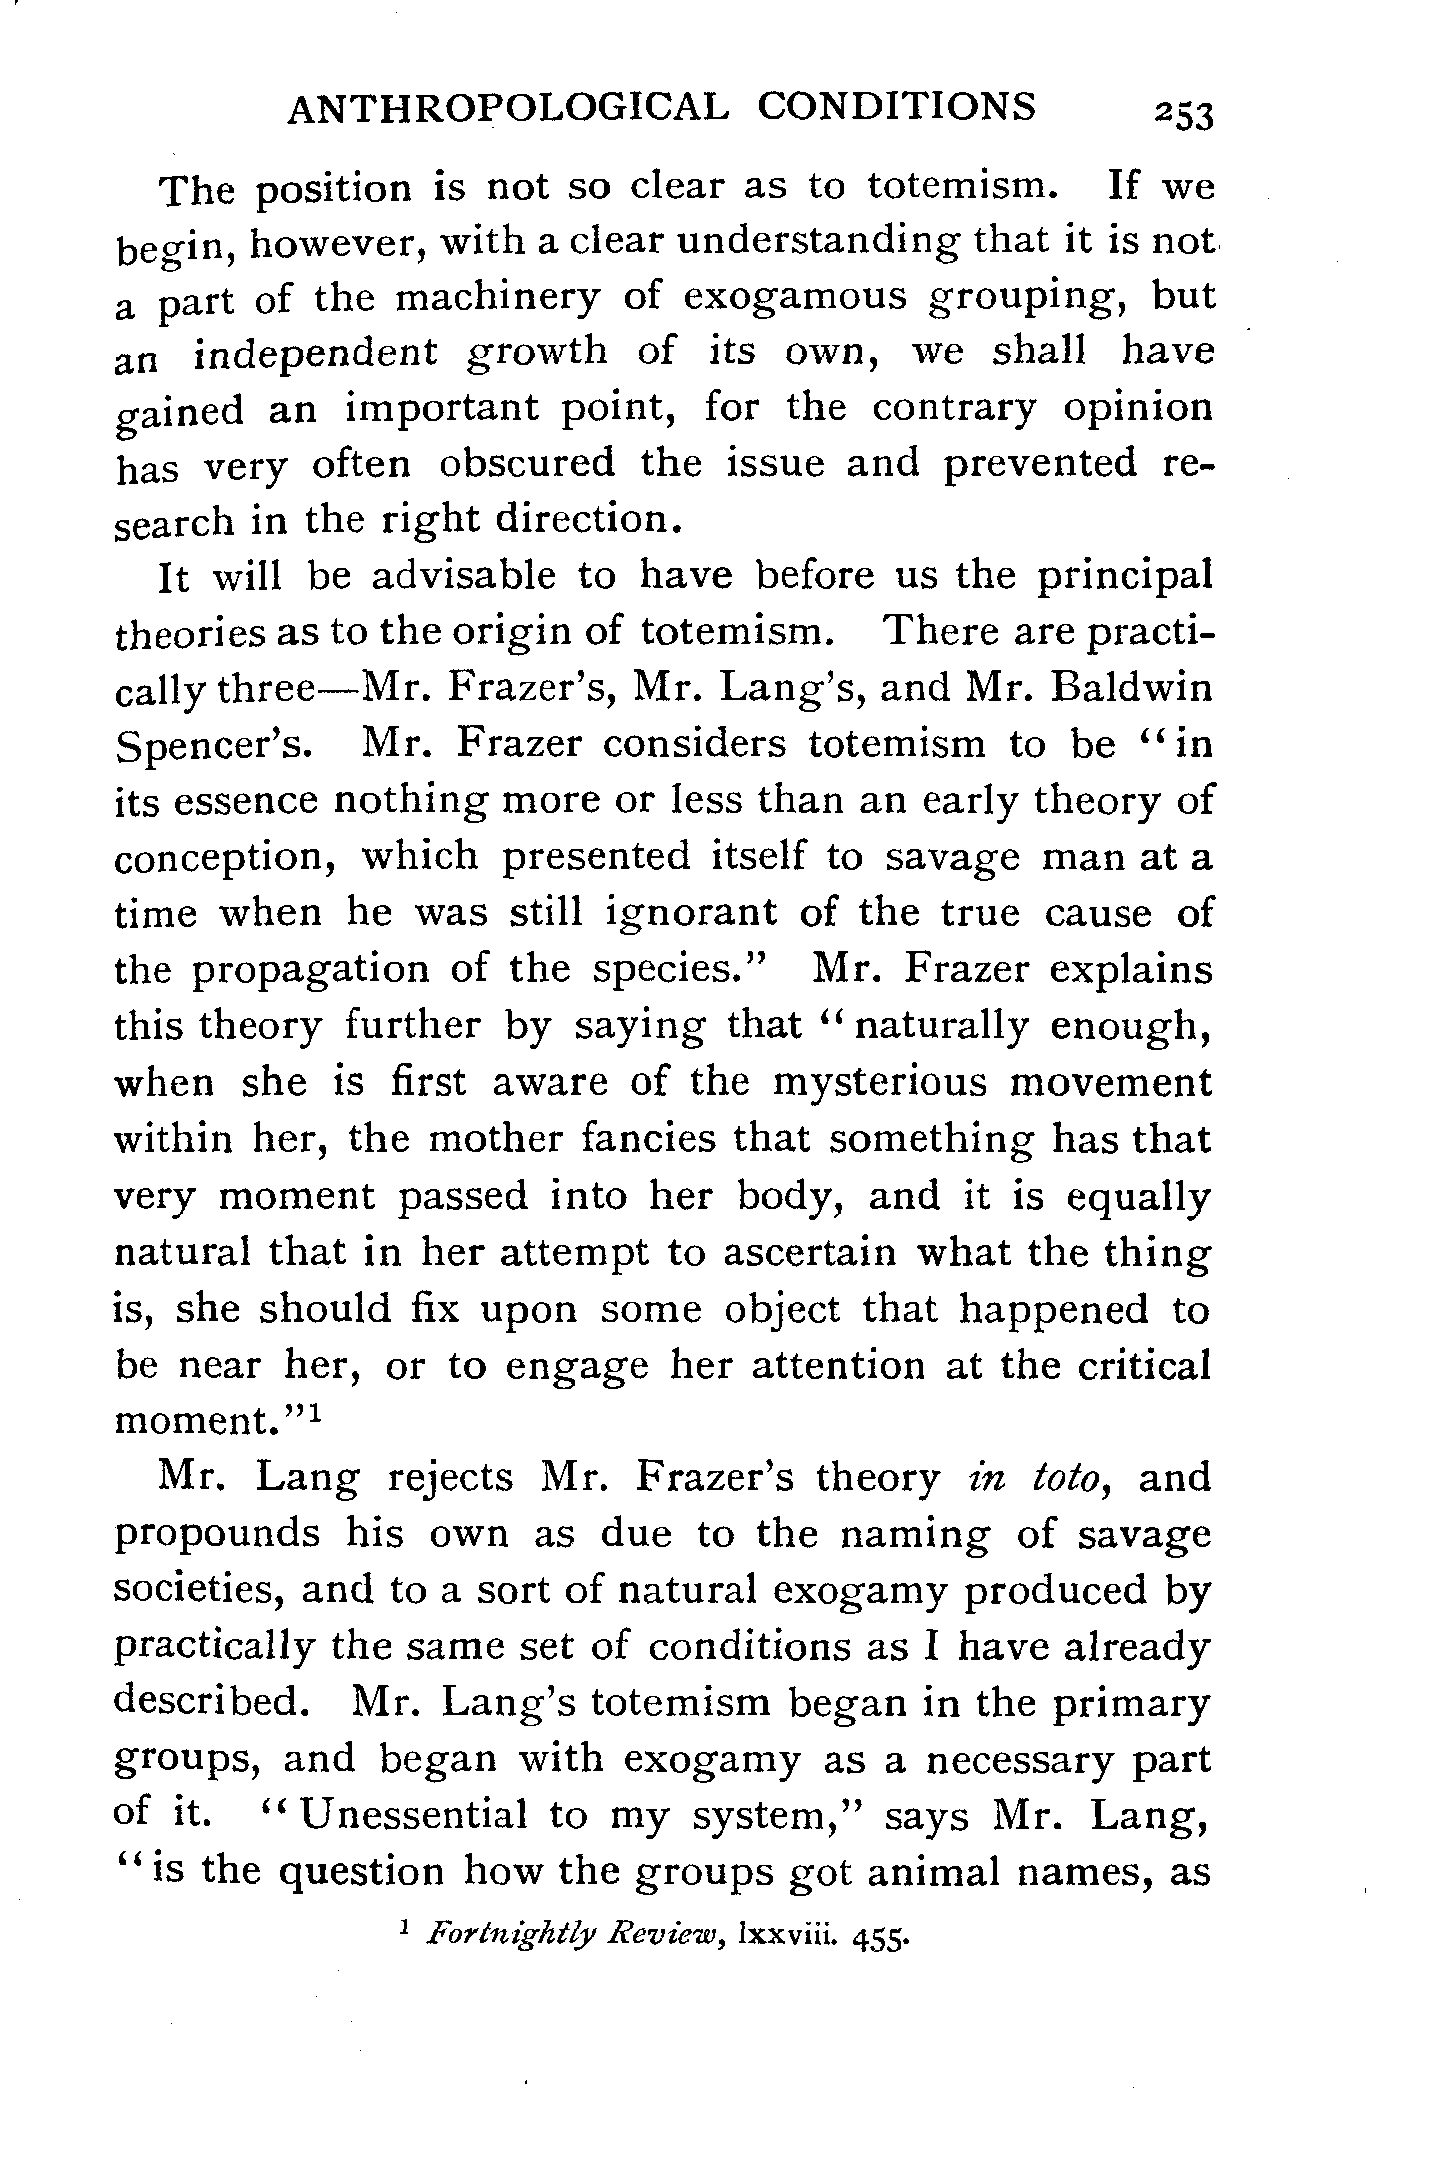 ANTHROPOLOGICAL CONDITIONS 253
The position is not so clear as to totemism. If we
begin, however, with a clear understanding that it is not
a part of the machinery of exogamous grouping, but
an independent growth of its own, we shall have
gained an important point, for the contrary opinion
has very often obscured the issue and prevented re-
search in the right direction.
It will be advisable to have before us the principal
theories as to the origin of totemism. There are practi-
cally three—Mr. Frazer's, Mr. Lang's, and Mr. Baldwin
Spencer's. Mr. Frazer considers totemism to be "in
its essence nothing more or less than an early theory of
conception, which presented itself to savage man at a
time when he was still ignorant of the true cause of
the propagation of the species." Mr. Frazer explains
this theory further by saying that "naturally enough,
when she is first aware of the mysterious movement
within her, the mother fancies that something has that
very moment passed into her body, and it is equally
natural that in her attempt to ascertain what the thing
is, she should fix upon some object that happened to
be near her, or to engage her attention at the critical
moment."¹
Mr. Lang rejects Mr. Frazer's theory in toto, and
propounds his own as due to the naming of savage
societies, and to a sort of natural exogamy produced by
practically the same set of conditions as I have already
described. Mr. Lang's totemism began in the primary
groups, and began with exogamy as a necessary part
of it. "Unessential to my system," says Mr. Lang,
"is the question how the groups got animal names, as
¹ Fortnightly Review, lxxviii. 455.